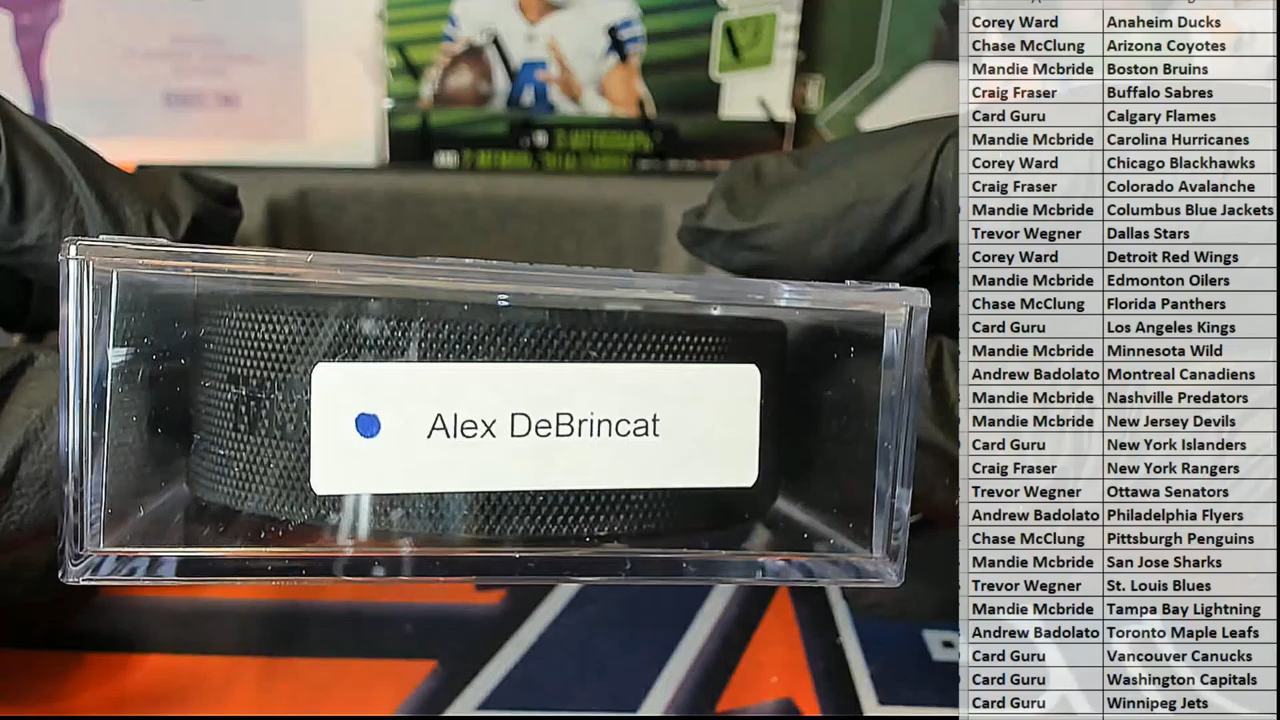 Alex DeBrincat
Corey Ward Anaheim Ducks
Chase McClung Arizona Coyotes
Mandie Mcbride Boston Bruins
Craig Fraser Buffalo Sabres
Card Guru Calgary Flames
Mandie Mcbride Carolina Hurricanes
Corey Ward Chicago Blackhawks
Craig Fraser Colorado Avalanche
Mandie Mcbride Columbus Blue Jackets
Trevor Wegner Dallas Stars
Corey Ward Detroit Red Wings
Mandie Mcbride Edmonton Oilers
Chase McClung Florida Panthers
Card Guru Los Angeles Kings
Mandie Mcbride Minnesota Wild
Andrew Badolato Montreal Canadiens
Mandie Mcbride Nashville Predators
Mandie Mcbride New Jersey Devils
Card Guru New York Islanders
Craig Fraser New York Rangers
Trevor Wegner Ottawa Senators
Andrew Badolato Philadelphia Flyers
Chase McClung Pittsburgh Penguins
Mandie Mcbride San Jose Sharks
Trevor Wegner St. Louis Blues
Mandie Mcbride Tampa Bay Lightning
Andrew Badolato Toronto Maple Leafs
Card Guru Vancouver Canucks
Card Guru Washington Capitals
Card Guru Winnipeg Jets